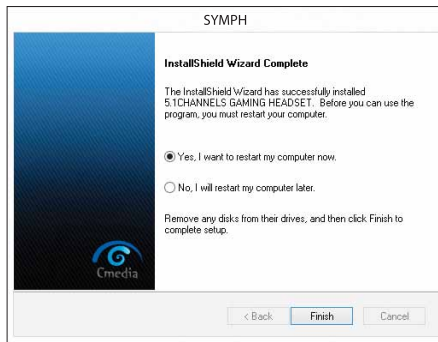 SYMPH
InstallShield Wizard Complete
The InstallShield Wizard has successfully installed
5.1CHANNELS GAMING HEADSET. Before you can use the
program, you must restart your computer.
Yes, I want to restart my computer now.
No, I will restart my computer later.
Remove any disks from their drives, and then click Finish to
complete setup.
Cmedia
< Back Finish Cancel